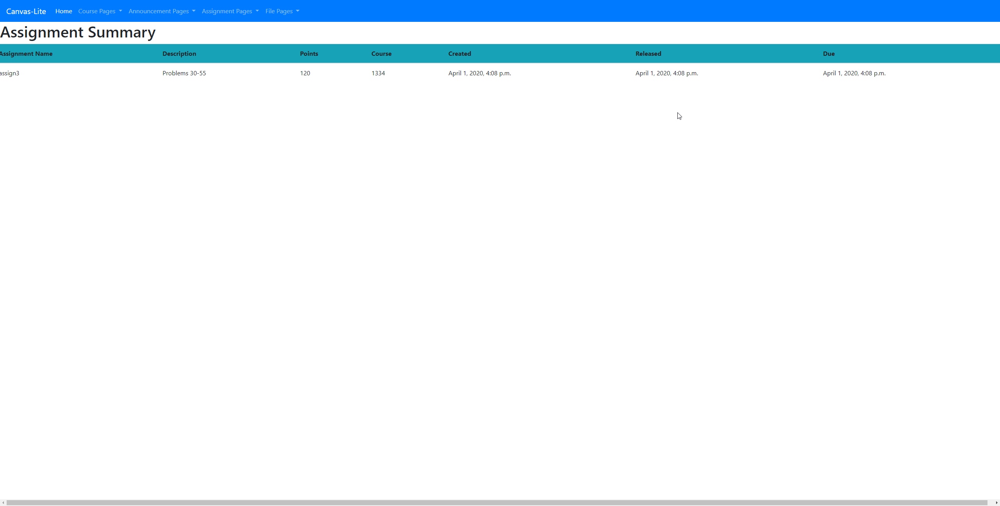 Canvas-Lite Home Course Pages Announcement Pages Assignment Pages File Pages
Assignment Summary
Assignment Name Description Points Course Created Released Due
assign3 Problems 30-55 120 1334 April 1, 2020, 4:08 p.m. April 1, 2020, 4:08 p.m. April 1, 2020, 4:08 p.m.